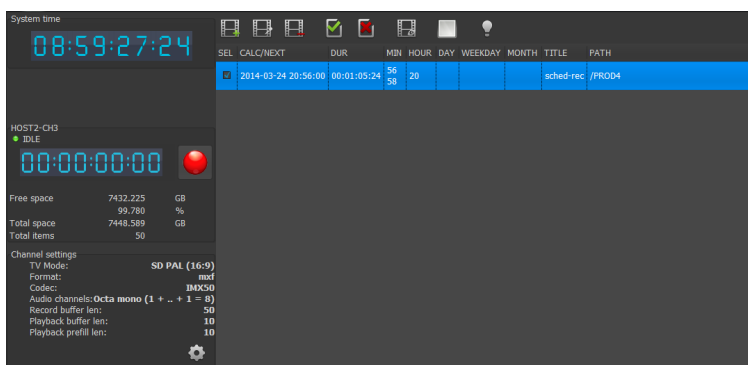 System time
08:59:27:24
HOST2-CH3
IDLE
00:00:00:00
Free space 7432.225 GB
99.780 %
Total space 7448.589 GB
Total items 50
Channel settings
TV Mode: SD PAL (16:9)
Format: mxf
Codec: IMX50
Audio channels: Octa mono (1 + .. + 1 = 8)
Record buffer len: 50
Playback buffer len: 10
Playback prefill len: 10
SEL CALC/NEXT DUR MIN HOUR DAY WEEKDAY MONTH TITLE PATH
2014-03-24 20:56:00 00:01:05:24 56 20 sched-rec /PROD4
58